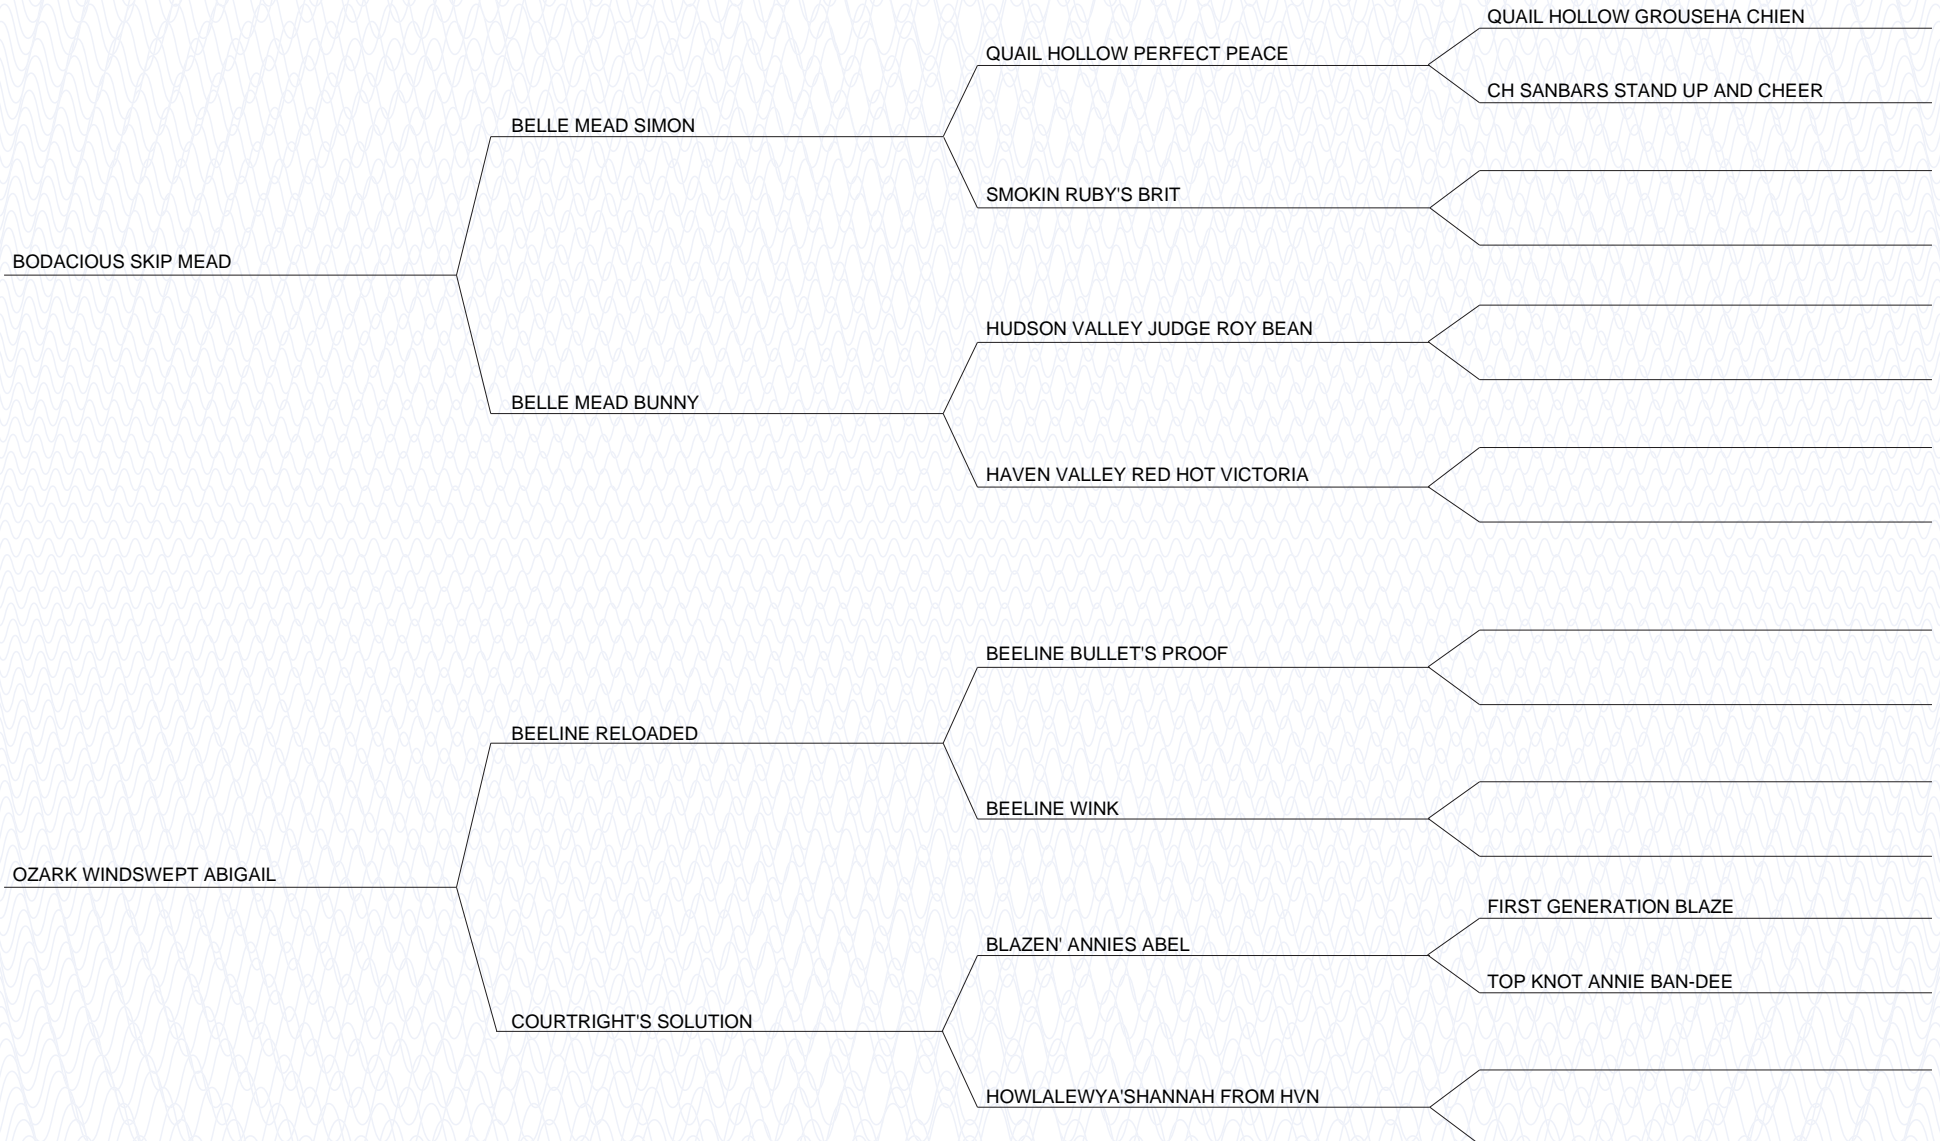 QUAIL HOLLOW GROUSEHA CHIEN
QUAIL HOLLOW PERFECT PEACE
CH SANBARS STAND UP AND CHEER
BELLE MEAD SIMON
SMOKIN RUBY'S BRIT
BODACIOUS SKIP MEAD
HUDSON VALLEY JUDGE ROY BEAN
BELLE MEAD BUNNY
HAVEN VALLEY RED HOT VICTORIA
BEELINE BULLET'S PROOF
BEELINE RELOADED
BEELINE WINK
OZARK WINDSWEPT ABIGAIL
FIRST GENERATION BLAZE
BLAZEN' ANNIES ABEL
TOP KNOT ANNIE BAN-DEE
COURTRIGHT'S SOLUTION
HOWLALEWYA'SHANNAH FROM HVN